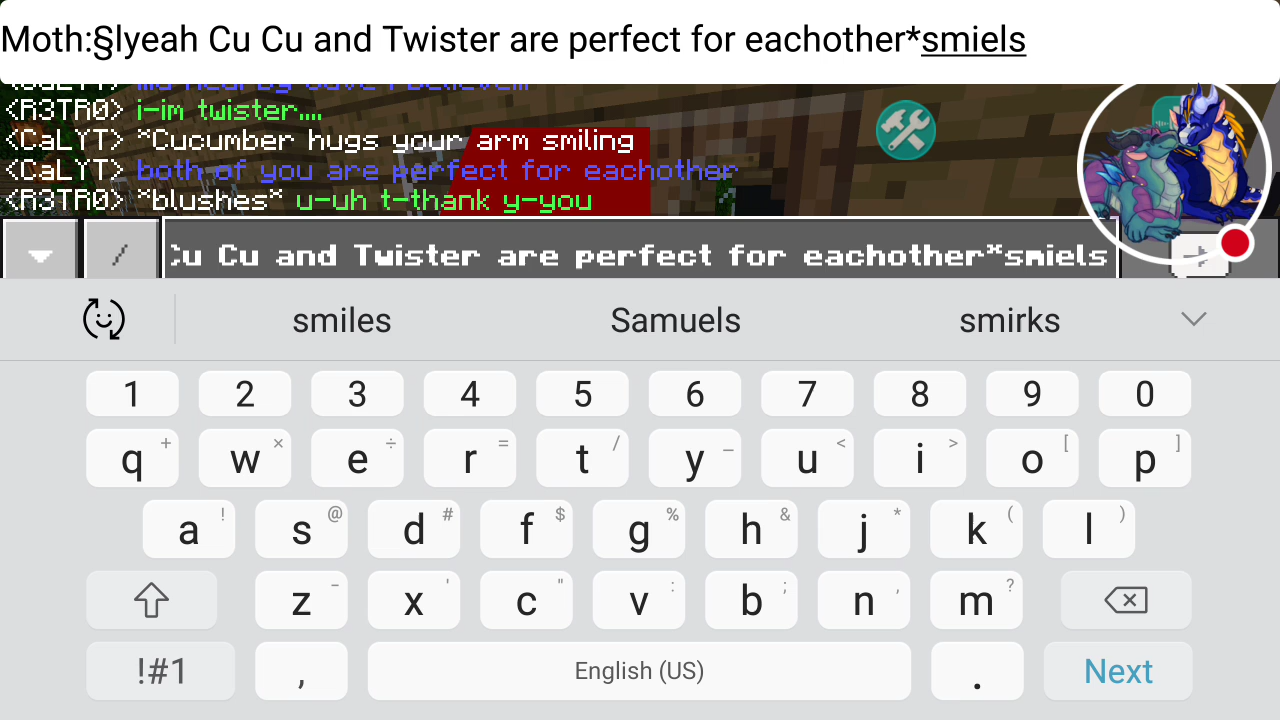 Moth:§lyeah Cu Cu and Twister are perfect for eachother*smiels
<R3TR0> i-im twister....
<CaLYT> *Cucumber hugs your arm smiling
<CaLYT> both of you are perfect for eachother
<R3TR0> *blushes* u-uh t-thank y-you
/
Cu Cu and Twister are perfect for eachother*smiels
smiles Samuels smirks
1 2 3 4 5 6 7 8 9 0
q + w × e ÷ r = t / y _ u < i > o [ p ]
a ! s @ d # f $ g % h & j * k ( l )
z - x ' c " v : b ; n , m ?
!#1 , English (US) . Next